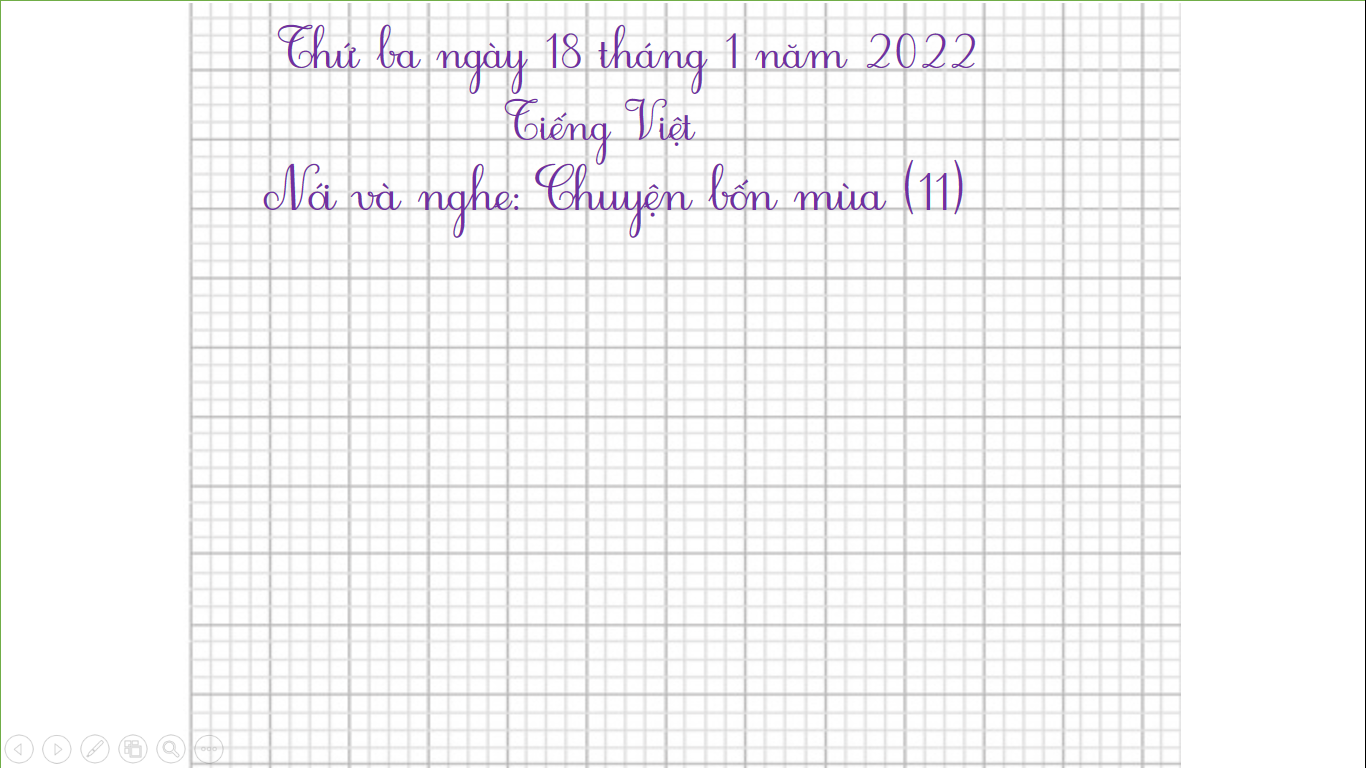 Thứ ba ngày 18 tháng 1 năm 2022
Tiếng Việt
Nói và nghe: Chuyện bốn mùa (11)